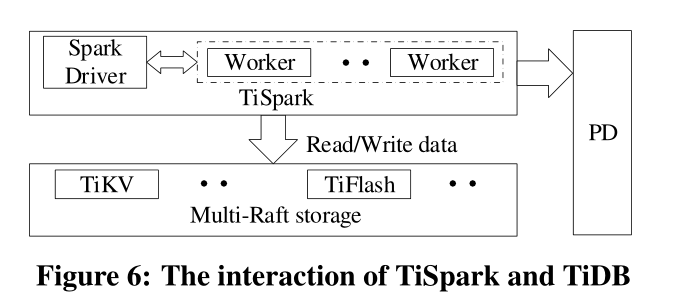 Spark
Driver
Worker
Worker
TiSpark
PD
Read/Write data
TiKV
TiFlash
Multi-Raft storage
Figure 6: The interaction of TiSpark and TiDB